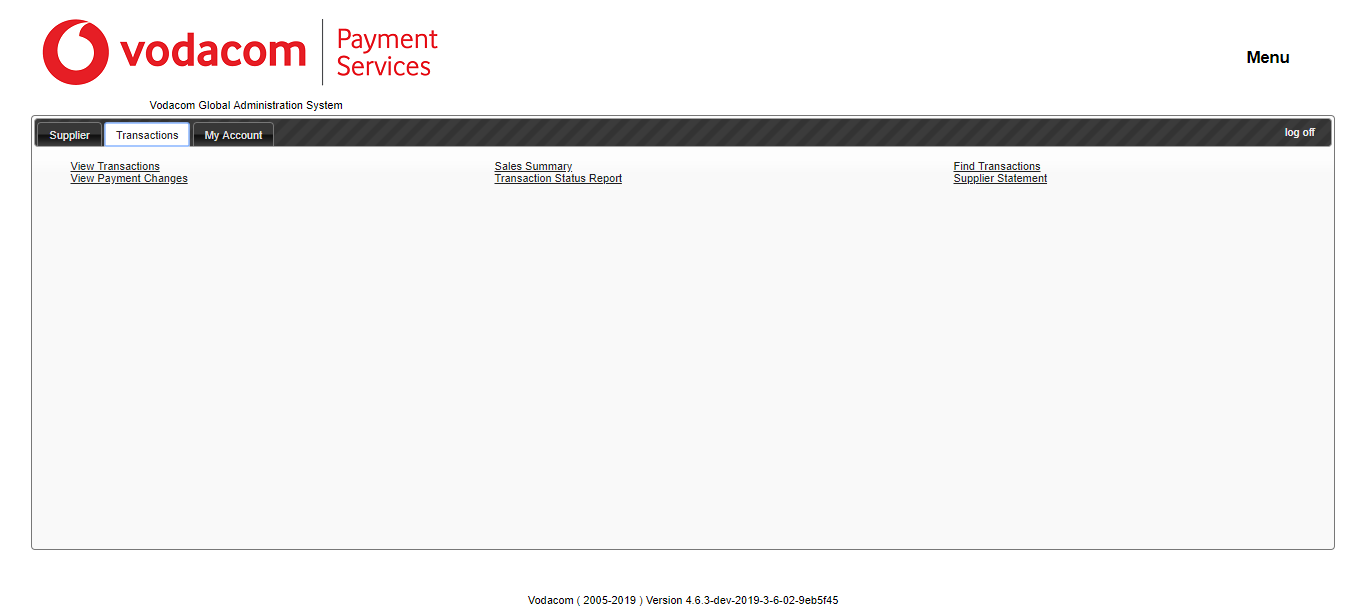 vodacom
Payment
Services
Menu
Vodacom Global Administration System
Supplier Transactions My Account log off
View Transactions Sales Summary Find Transactions
View Payment Changes Transaction Status Report Supplier Statement
Vodacom ( 2005-2019 ) Version 4.6.3-dev-2019-3-6-02-9eb5f45